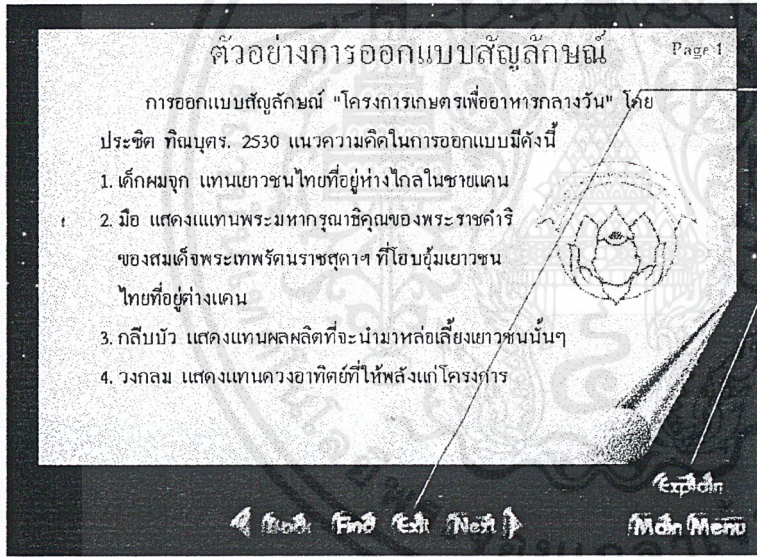 ตัวอย่างการออกแบบสัญลักษณ์
Page 1
การออกแบบสัญลักษณ์ "โครงการเกษตรเพื่ออาหารกลางวัน" โดย
ประชิด ทิณบุตร. 2530 แนวความคิดในการออกแบบมีดังนี้
1. เด็กผมจุก แทนเยาวชนไทยที่อยู่ห่างไกลในชายแดน
2. มือ แสดงแทนพระมหากรุณาธิคุณของพระราชดำริ
ของสมเด็จพระเทพรัตนราชสุดาฯ ที่โอบอุ้มเยาวชน
ไทยที่อยู่ต่างแดน
3. กลีบบัว แสดงแทนผลผลิตที่จะนำมาหล่อเลี้ยงเยาวชนนั้นๆ
4. วงกลม แสดงแทนดวงอาทิตย์ที่ให้พลังแก่โครงการ
Explain
Back Find Exit Next
Main Menu